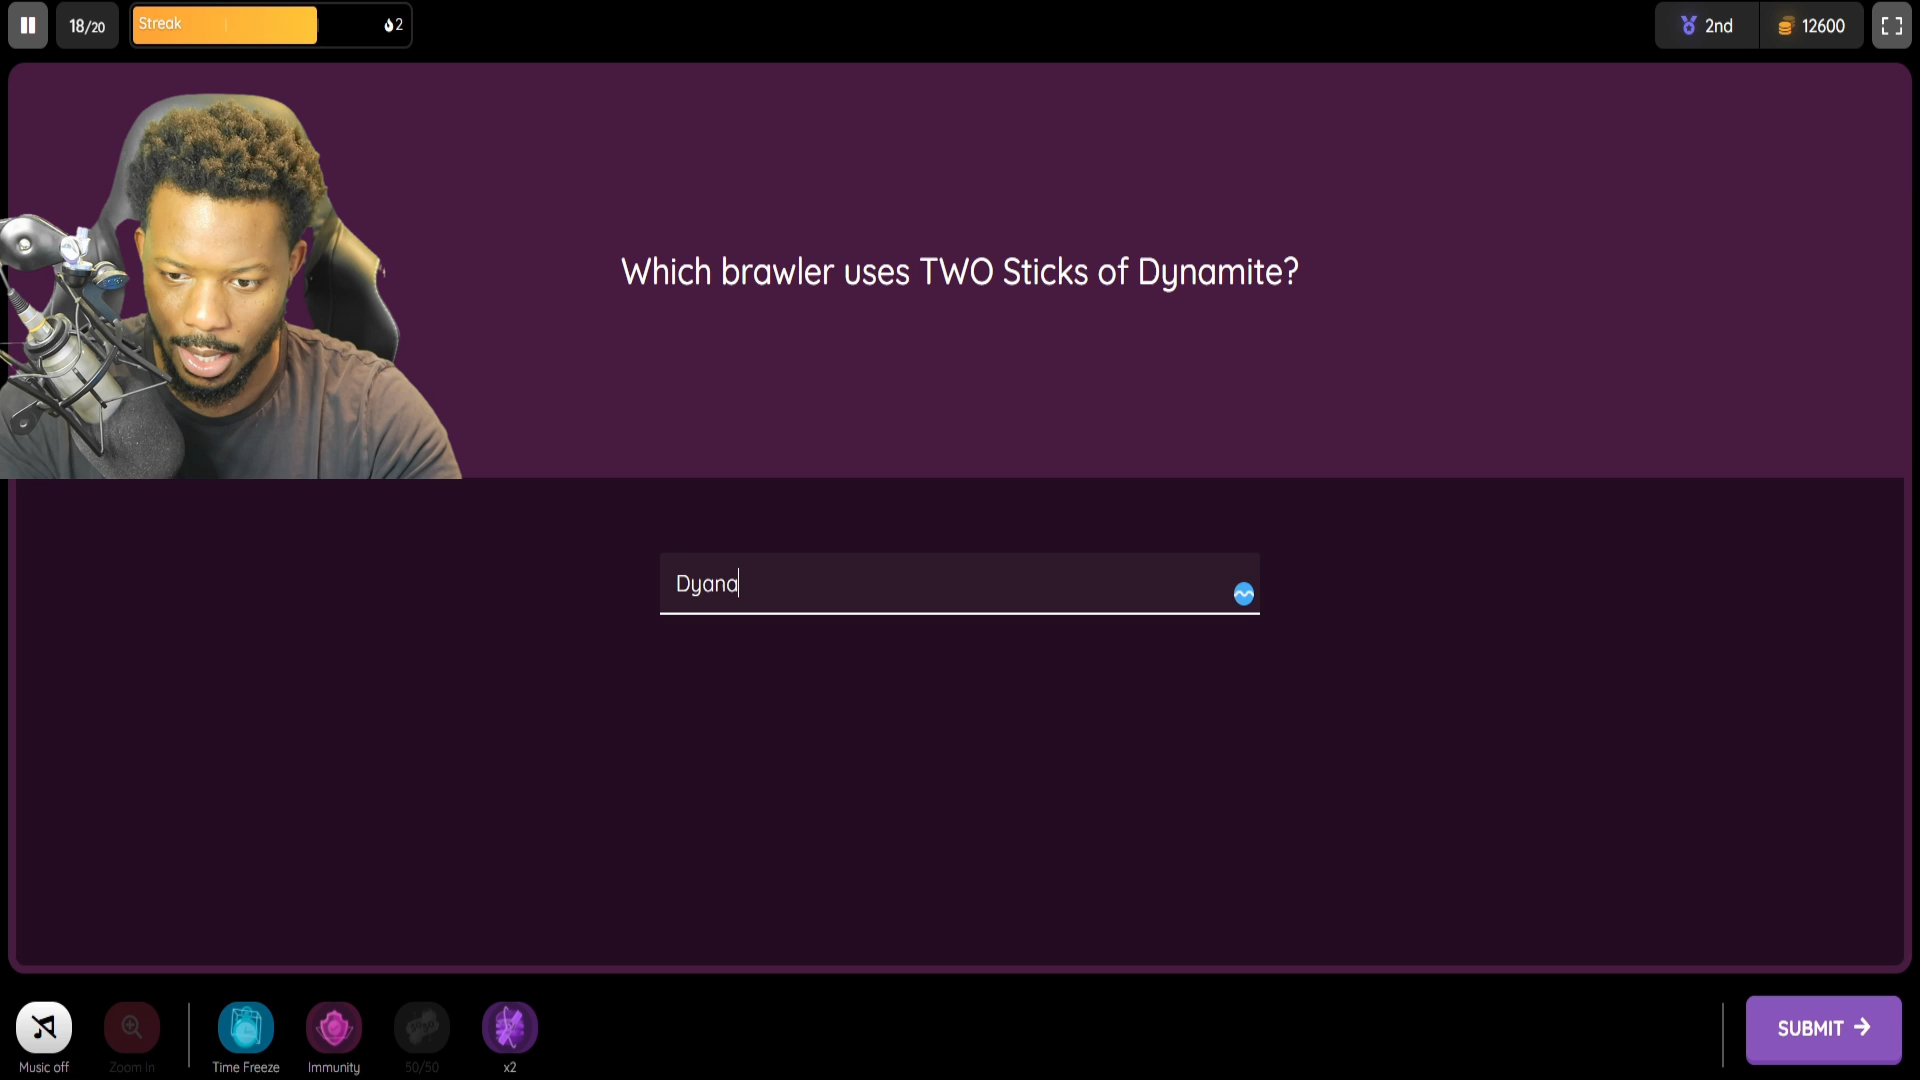 18/20
Streak
2
2nd
12600
Which brawler uses TWO Sticks of Dynamite?
Dyana
Music off
Zoom In
Time Freeze
Immunity
50/50
x2
SUBMIT